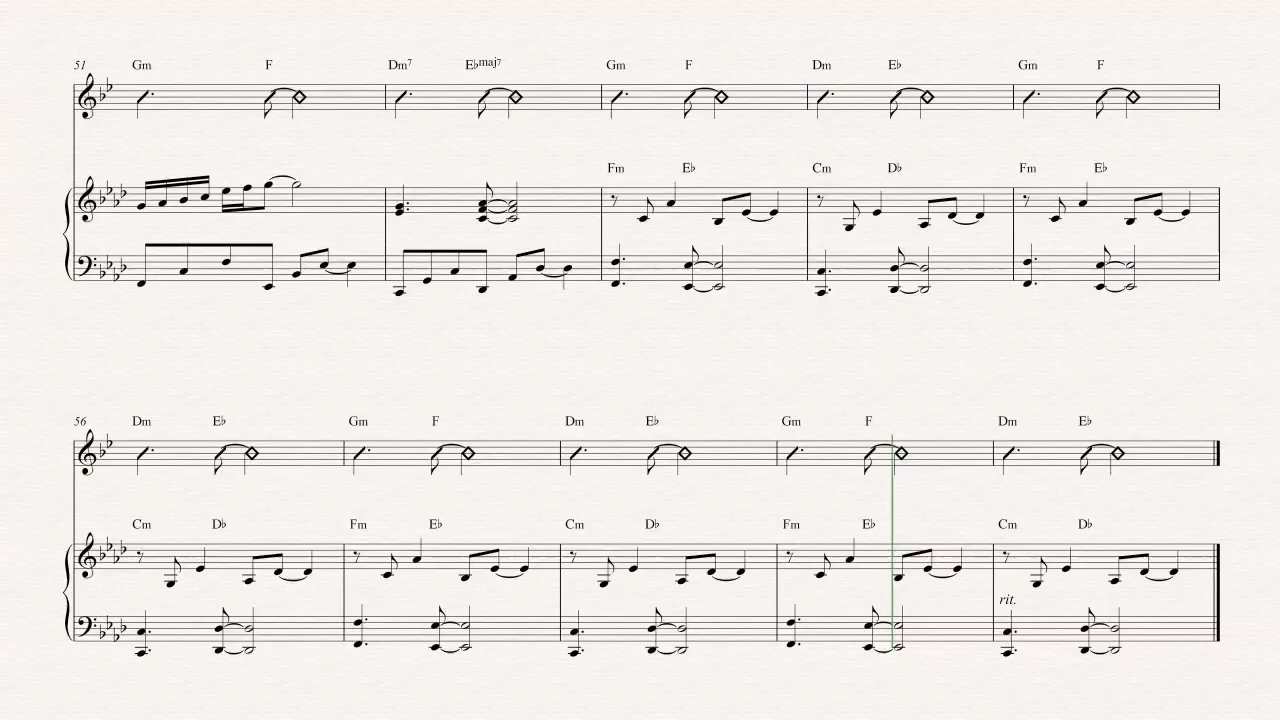 51 Gm F Dm7 E♭maj7 Gm F Dm E♭ Gm F
Fm E♭ Cm D♭ Fm E♭
56 Dm E♭ Gm F Dm E♭ Gm F Dm E♭
Cm D♭ Fm E♭ Cm D♭ Fm E♭ Cm D♭
rit.